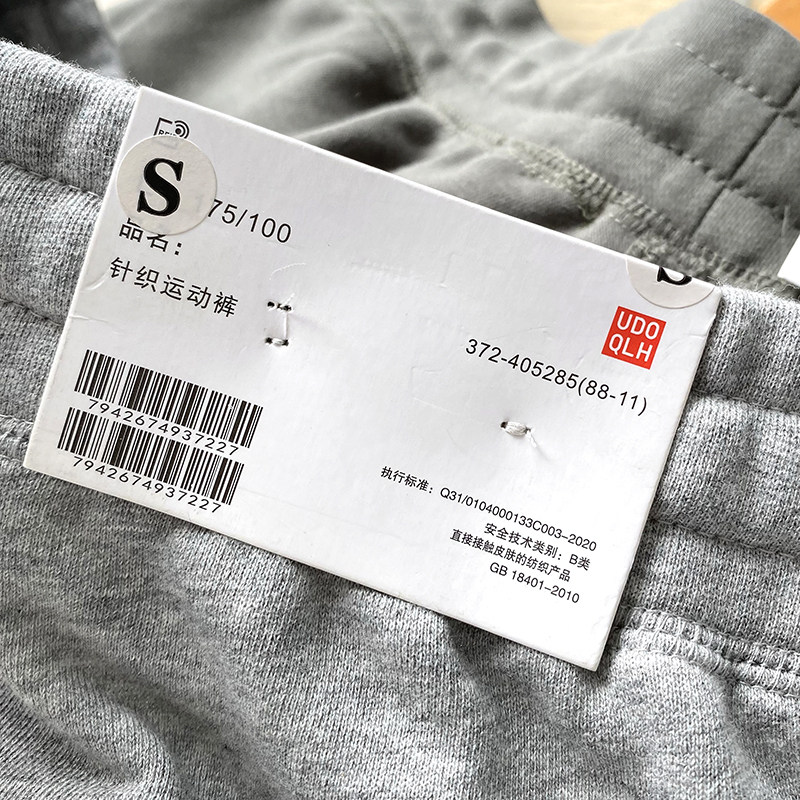 S
75/100
品名:
针织运动裤
S
UDO
QLH
372-405285(88-11)
7942674937227
7942674937227
执行标准: Q31/0104000133C003-2020
安全技术类别: B类
直接接触皮肤的纺织产品
GB 18401-2010